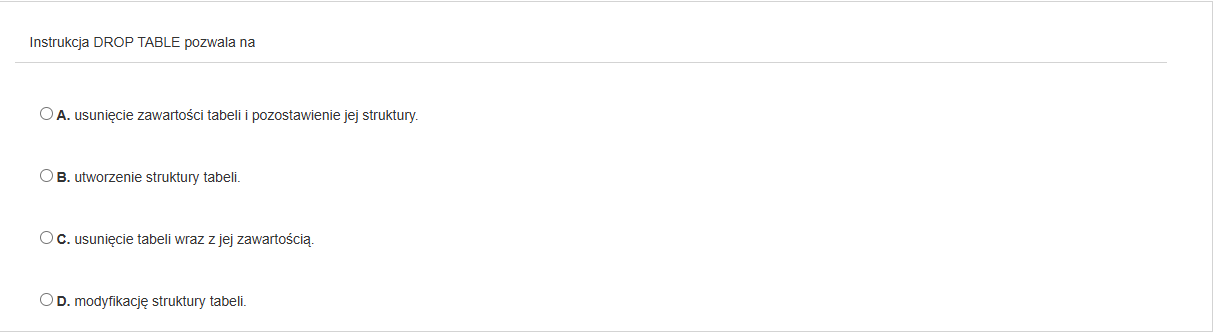 Instrukcja DROP TABLE pozwala na
A. usunięcie zawartości tabeli i pozostawienie jej struktury.
B. utworzenie struktury tabeli.
C. usunięcie tabeli wraz z jej zawartością.
D. modyfikację struktury tabeli.